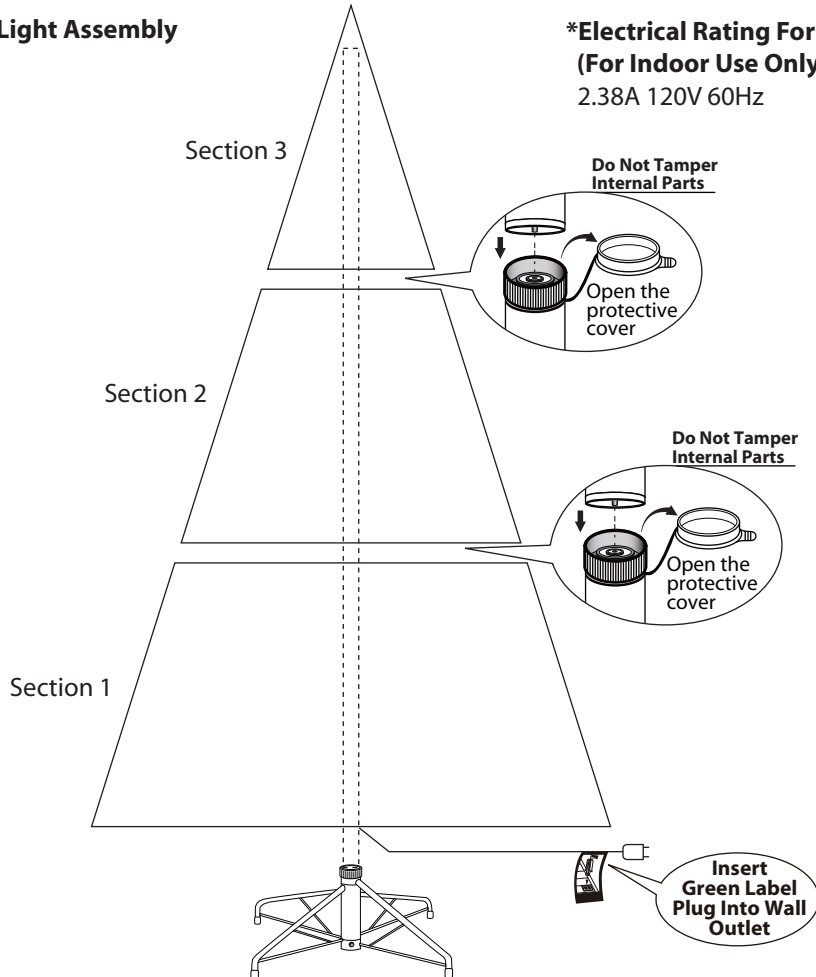 Light Assembly
*Electrical Rating For
(For Indoor Use Only
2.38A 120V 60Hz
Section 3
Do Not Tamper
Internal Parts
Open the
protective
cover
Section 2
Do Not Tamper
Internal Parts
Open the
protective
cover
Section 1
Insert
Green Label
Plug Into Wall
Outlet